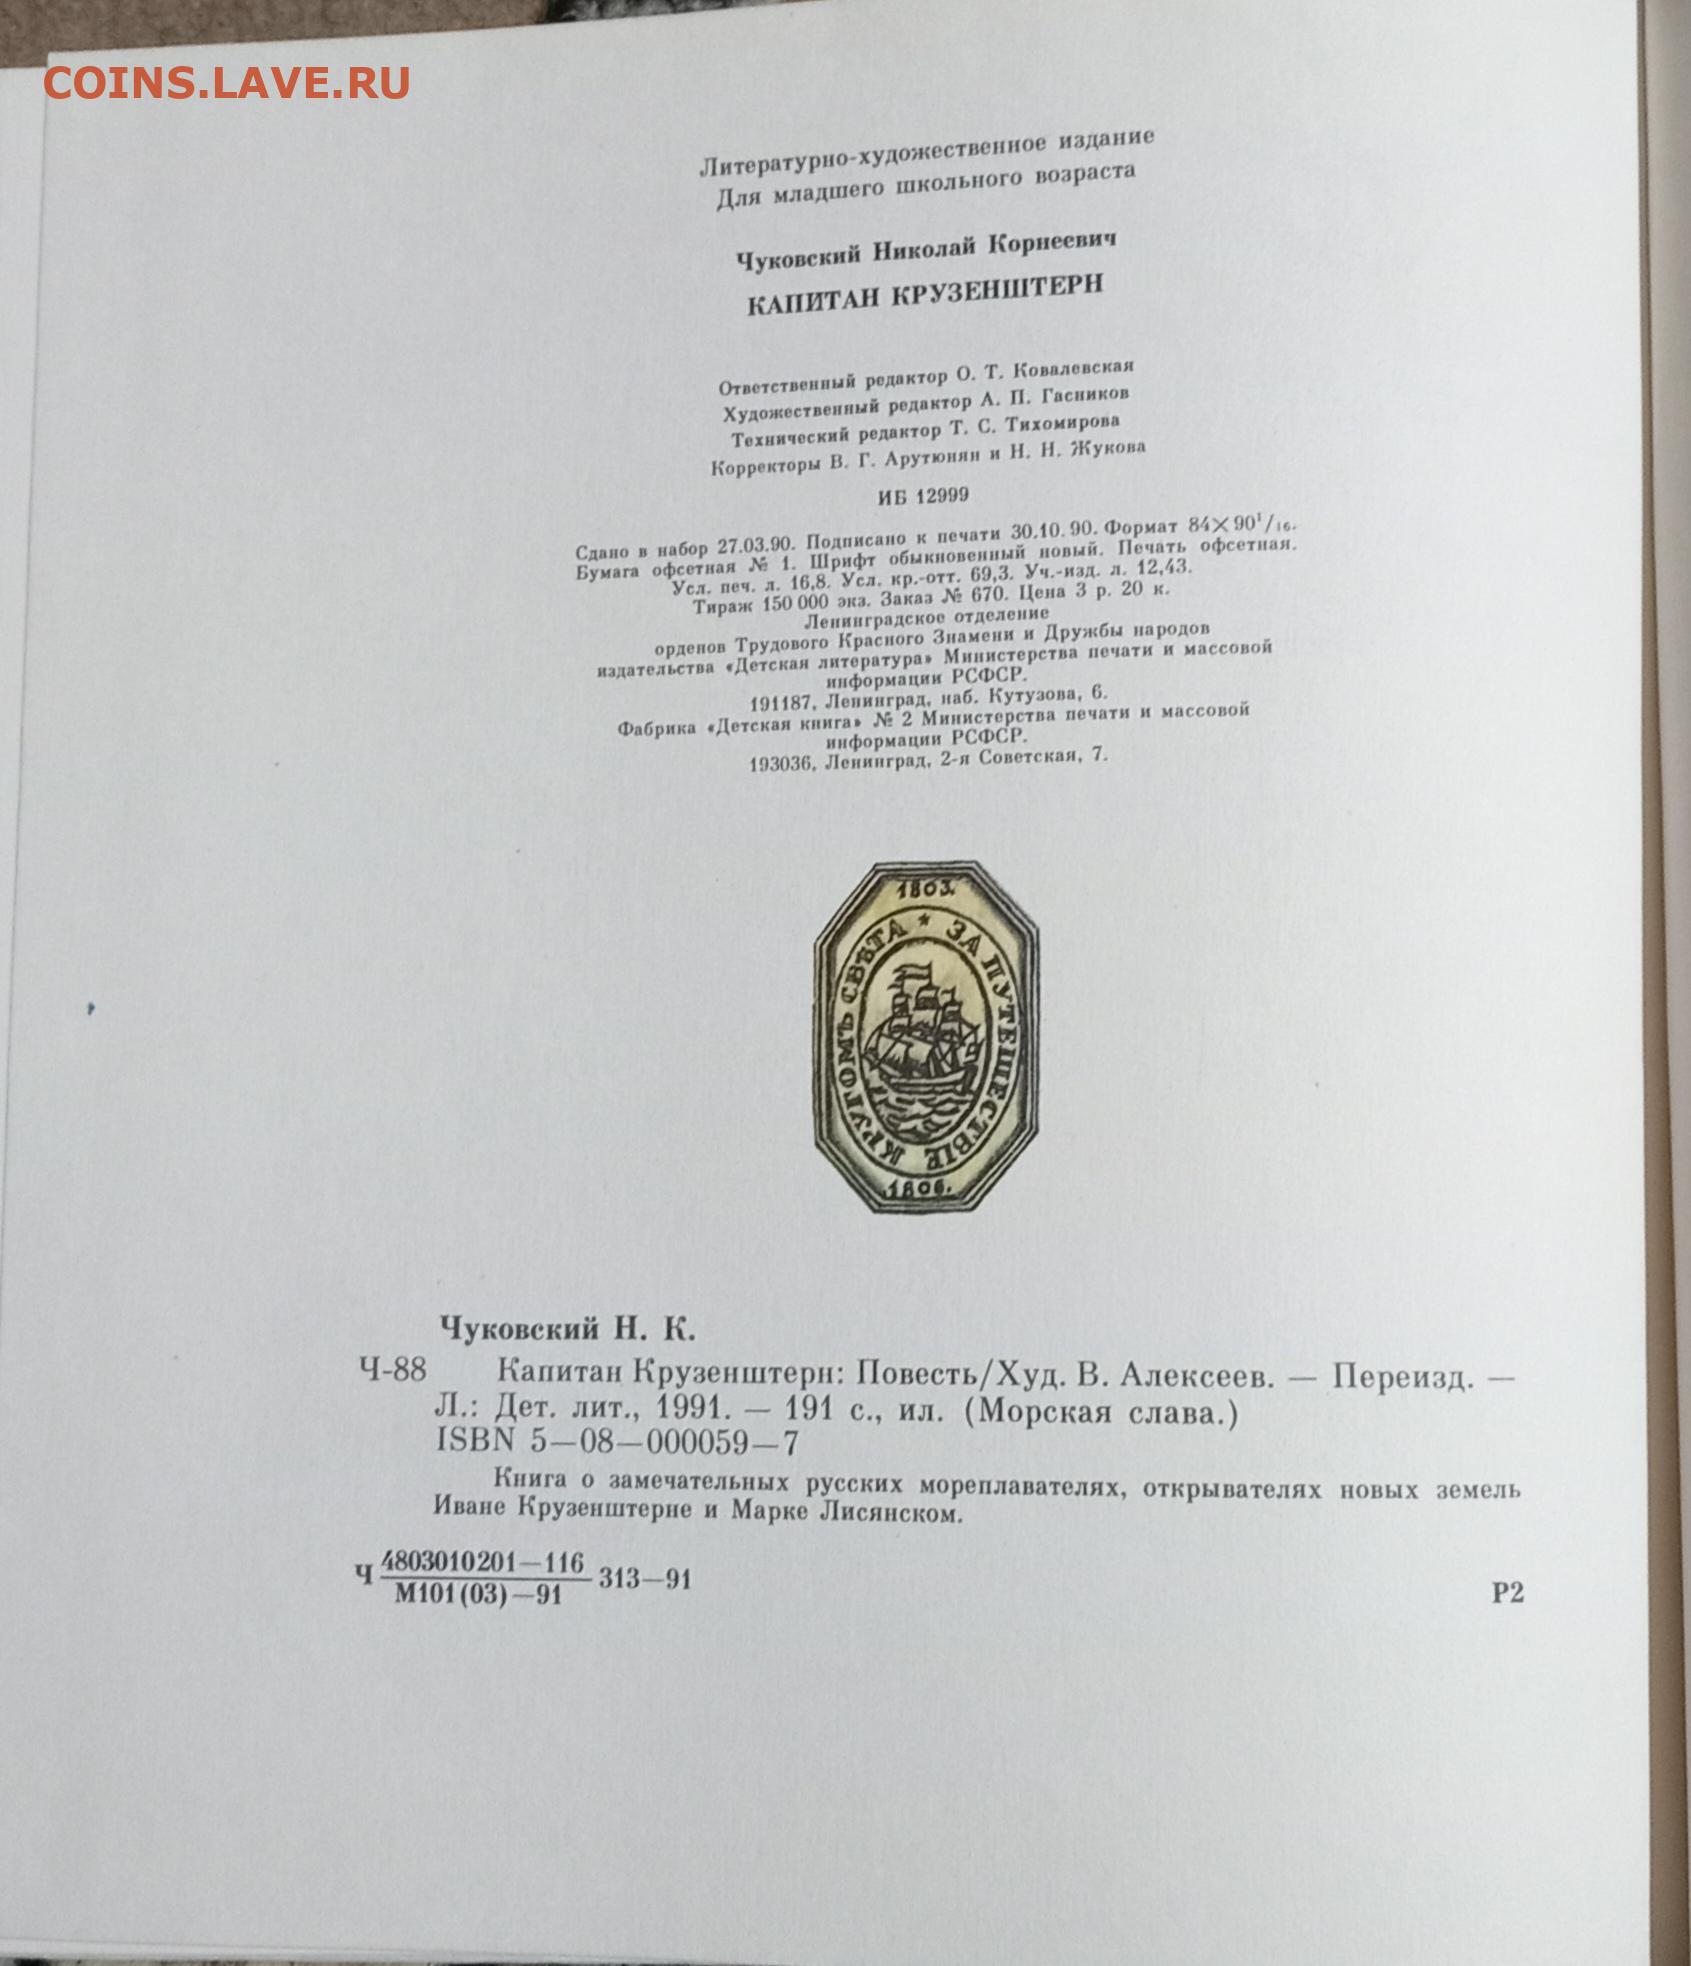 COINS.LAVE.RU
Литературно-художественное издание
Для младшего школьного возраста
Чуковский Николай Корнеевич
КАПИТАН КРУЗЕНШТЕРН
Ответственный редактор О. Т. Ковалевская
Художественный редактор А. П. Гасников
Технический редактор Т. С. Тихомирова
Корректоры В. Г. Арутюнян и Н. Н. Жукова
ИБ 12999
Сдано в набор 27.03.90. Подписано к печати 30.10.90. Формат 84×90¹/₁₆.
Бумага офсетная № 1. Шрифт обыкновенный новый. Печать офсетная.
Усл. печ. л. 16,8. Усл. кр.-отт. 69,3. Уч.-изд. л. 12,43.
Тираж 150 000 экз. Заказ № 670. Цена 3 р. 20 к.
Ленинградское отделение
орденов Трудового Красного Знамени и Дружбы народов
издательства «Детская литература» Министерства печати и массовой
информации РСФСР.
191187, Ленинград, наб. Кутузова, 6.
Фабрика «Детская книга» № 2 Министерства печати и массовой
информации РСФСР.
193036, Ленинград, 2-я Советская, 7.
1803.
ЗА ПУТЕШЕСТВIЕ КРУГОМЪ СВѢТА *
1806.
Чуковский Н. К.
Ч-88 Капитан Крузенштерн: Повесть/Худ. В. Алексеев. — Переизд. —
Л.: Дет. лит., 1991. — 191 с., ил. (Морская слава.)
ISBN 5—08—000059—7
Книга о замечательных русских мореплавателях, открывателях новых земель
Иване Крузенштерне и Марке Лисянском.
4803010201—116
Ч 313—91
М101(03)—91
Р2